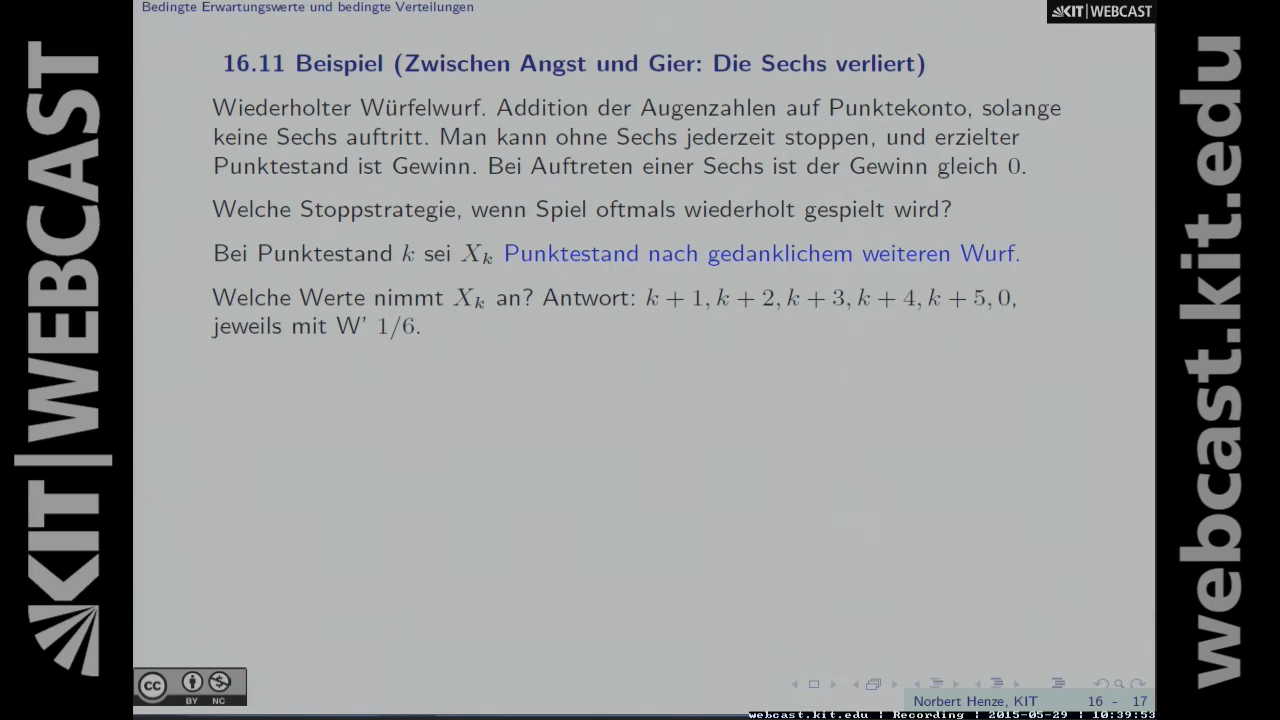 Bedingte Erwartungswerte und bedingte Verteilungen
KIT | WEBCAST
16.11 Beispiel (Zwischen Angst und Gier: Die Sechs verliert)
Wiederholter Würfelwurf. Addition der Augenzahlen auf Punktekonto, solange
keine Sechs auftritt. Man kann ohne Sechs jederzeit stoppen, und erzielter
Punktestand ist Gewinn. Bei Auftreten einer Sechs ist der Gewinn gleich 0.
Welche Stoppstrategie, wenn Spiel oftmals wiederholt gespielt wird?
Bei Punktestand k sei X_k Punktestand nach gedanklichem weiteren Wurf.
Welche Werte nimmt X_k an? Antwort: k + 1, k + 2, k + 3, k + 4, k + 5, 0,
jeweils mit W' 1/6.
KIT | WEBCAST
webcast.kit.edu
cc BY NC
Norbert Henze, KIT 16 - 17
webcast.kit.edu | Recording | 2015-05-29 | 10:39:53